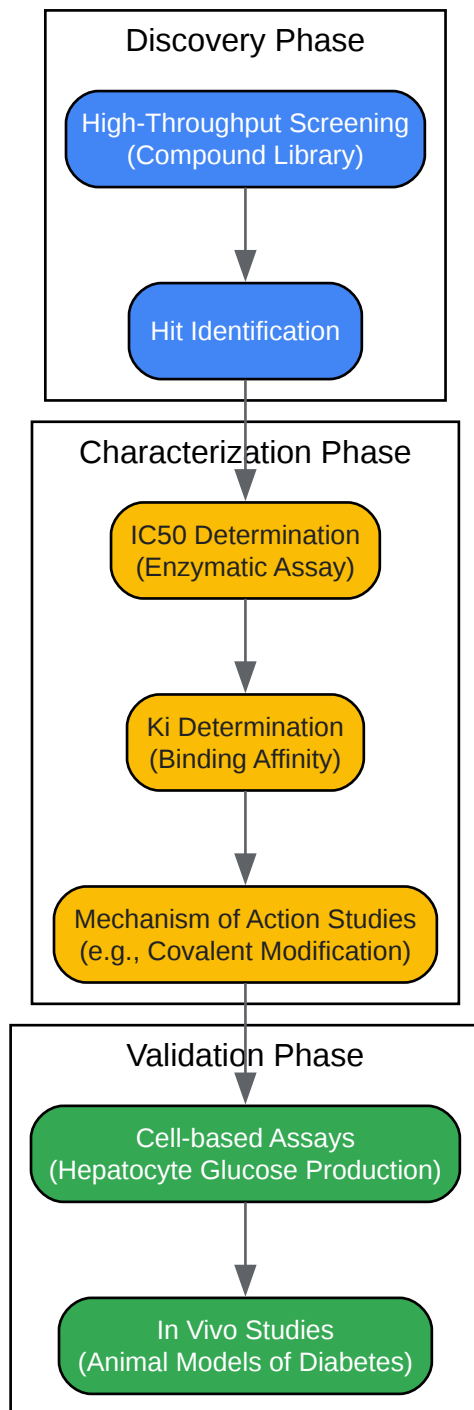 Discovery Phase
High-Throughput Screening
(Compound Library)
Hit Identification
Characterization Phase
IC50 Determination
(Enzymatic Assay)
Ki Determination
(Binding Affinity)
Mechanism of Action Studies
(e.g., Covalent Modification)
Validation Phase
Cell-based Assays
(Hepatocyte Glucose Production)
In Vivo Studies
(Animal Models of Diabetes)